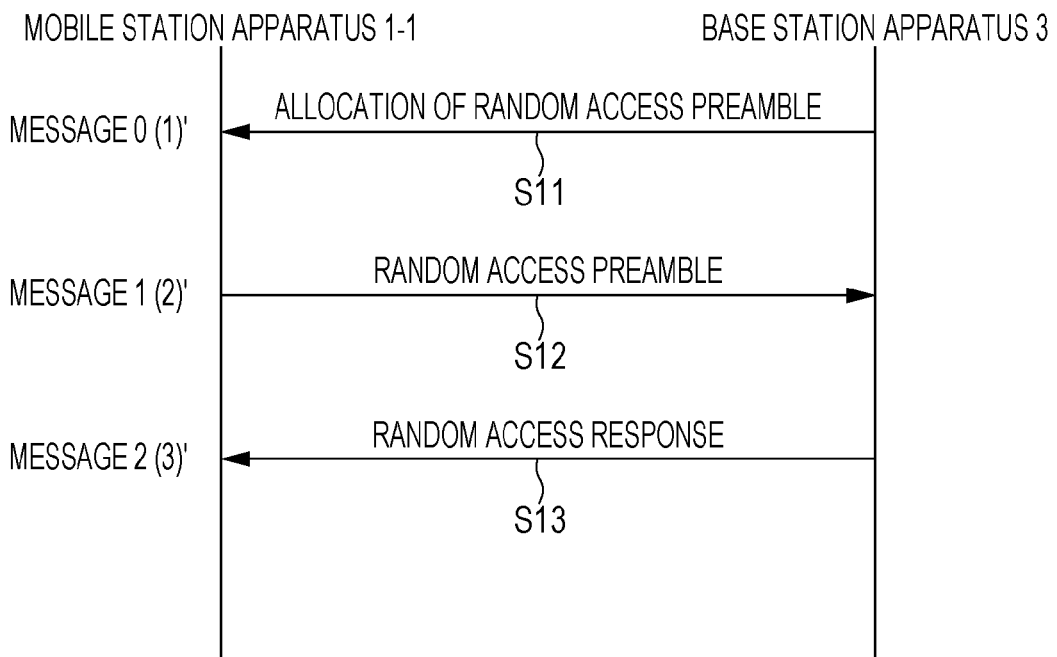 MOBILE STATION APPARATUS 1-1
BASE STATION APPARATUS 3
MESSAGE 0 (1)'
ALLOCATION OF RANDOM ACCESS PREAMBLE
S11
MESSAGE 1 (2)'
RANDOM ACCESS PREAMBLE
S12
MESSAGE 2 (3)'
RANDOM ACCESS RESPONSE
S13